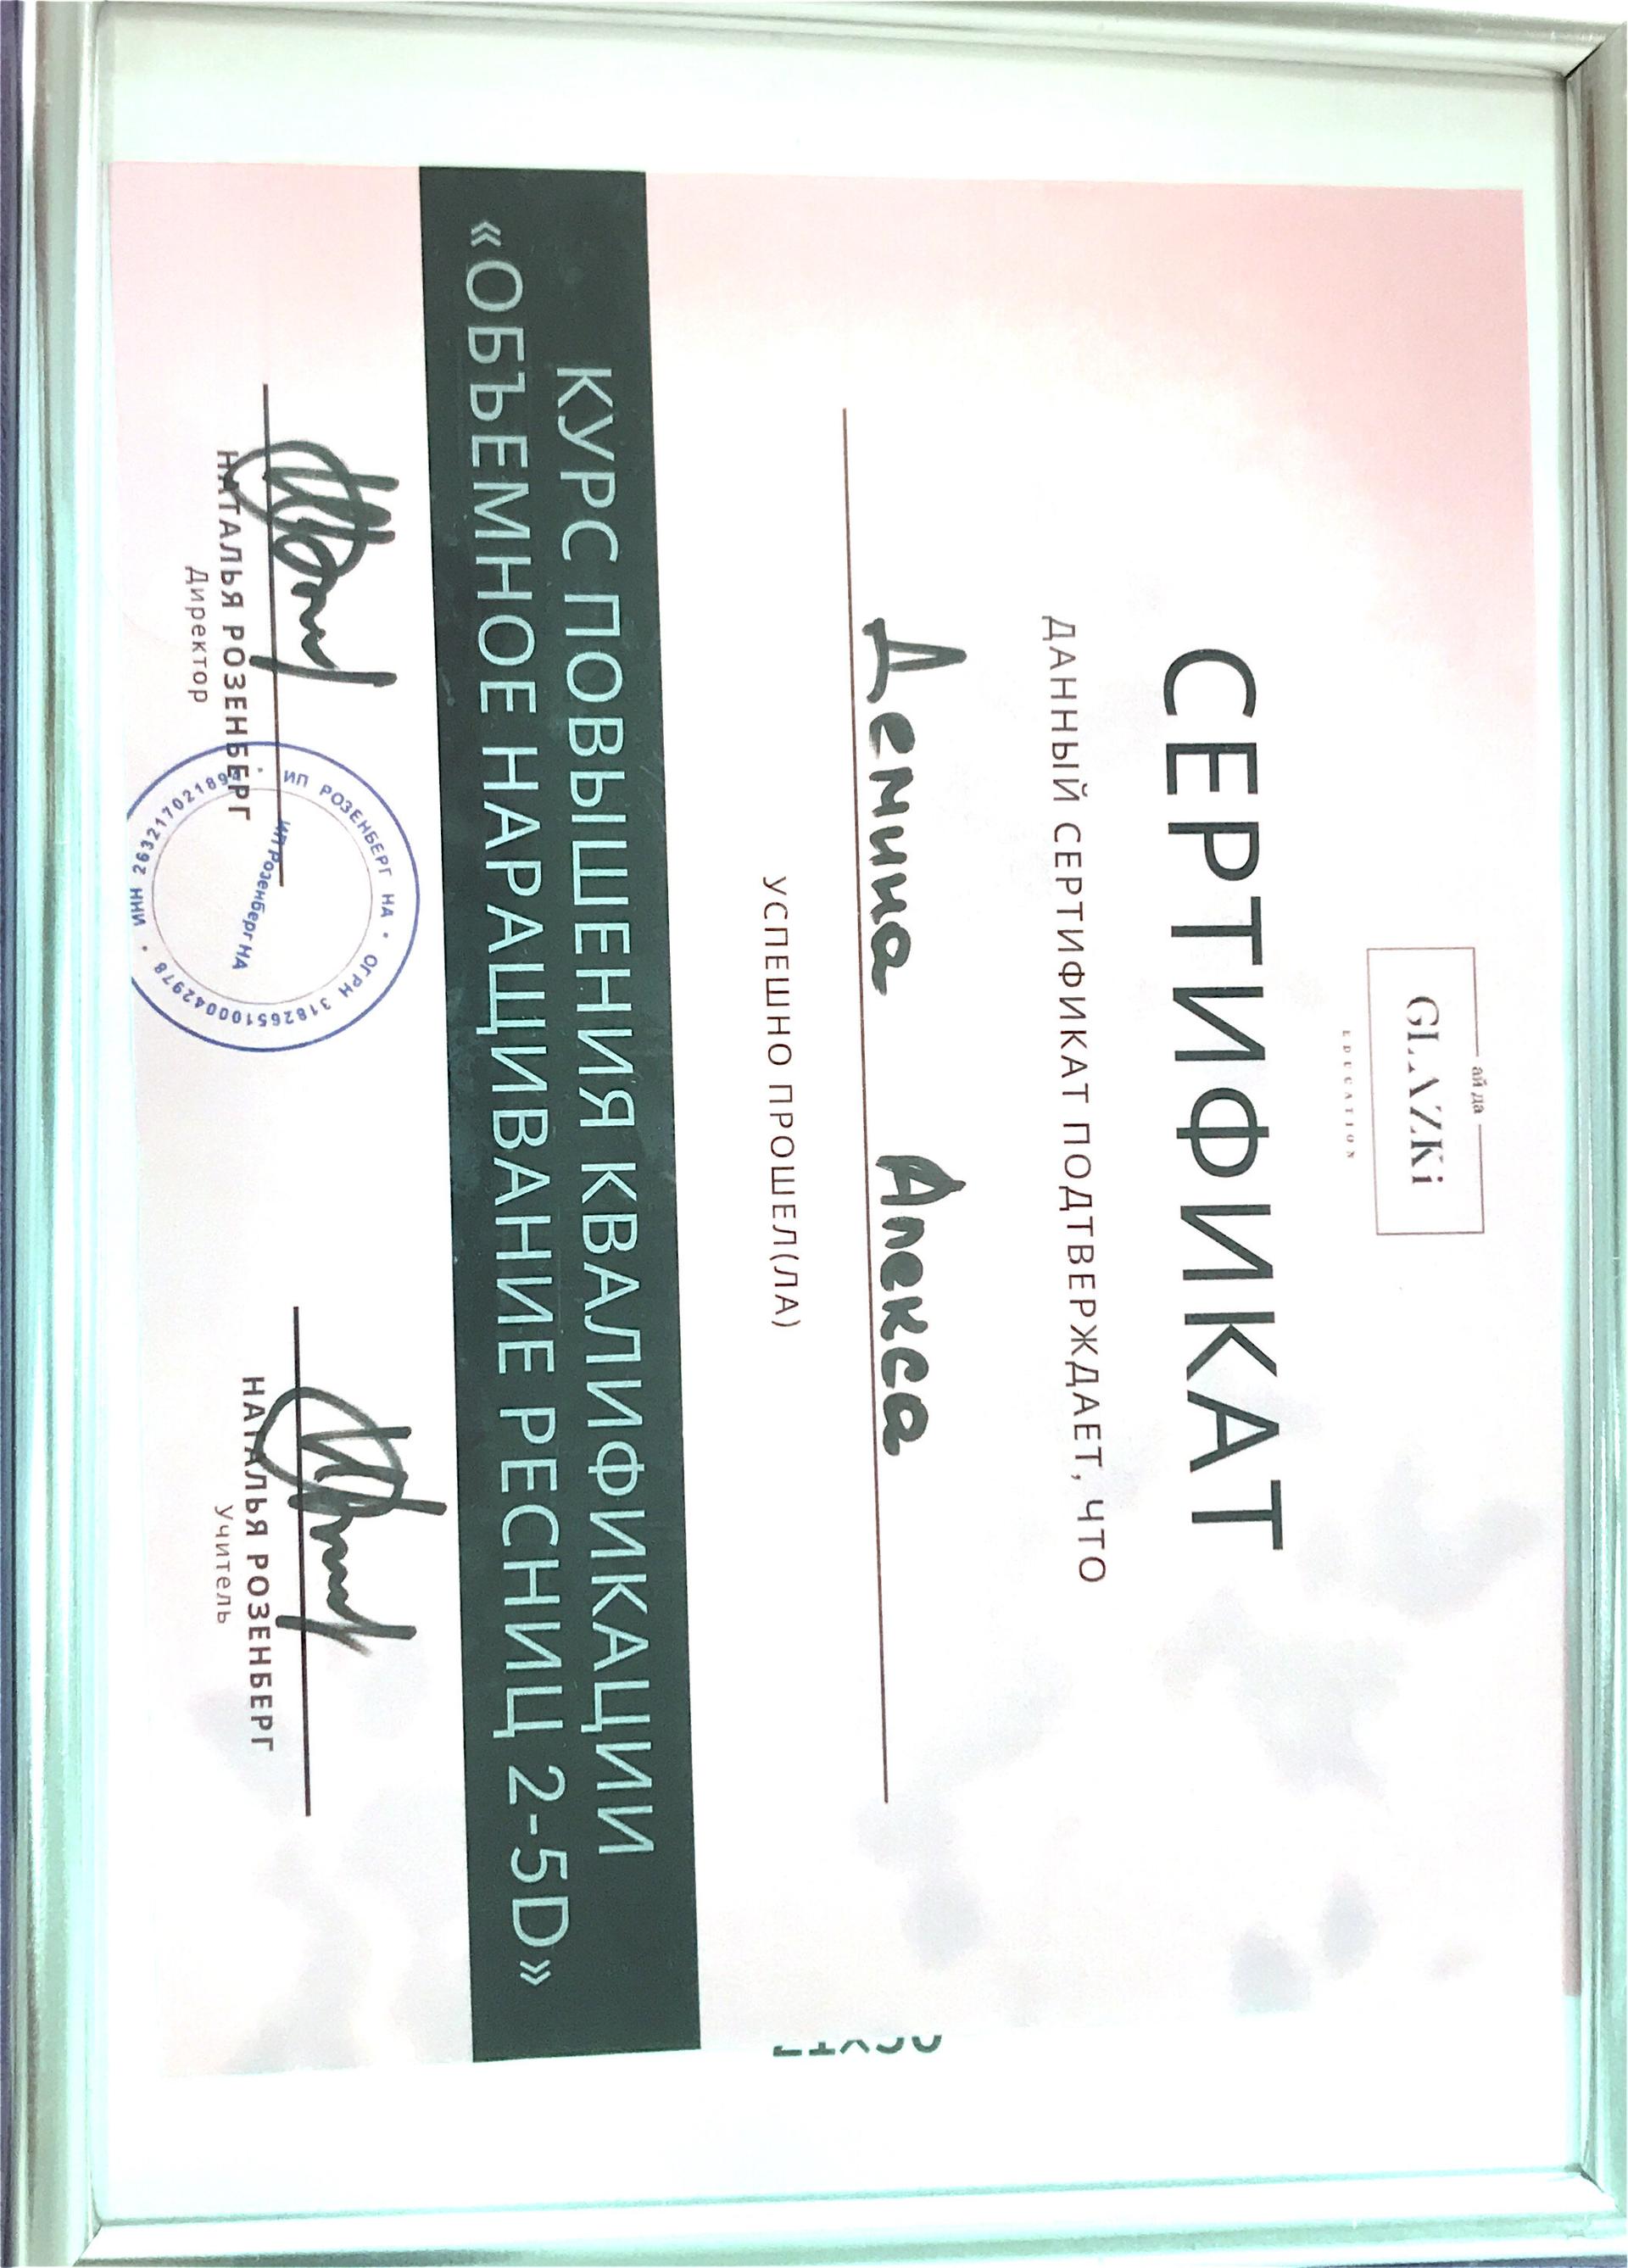 ай да
GLAZKi
EDUCATION
СЕРТИФИКАТ
ДАННЫЙ СЕРТИФИКАТ ПОДТВЕРЖДАЕТ, ЧТО
Демина Алекса
УСПЕШНО ПРОШЕЛ(ЛА)
КУРС ПОВЫШЕНИЯ КВАЛИФИКАЦИИ
«ОБЪЕМНОЕ НАРАЩИВАНИЕ РЕСНИЦ 2-5D»
НАТАЛЬЯ РОЗЕНБЕРГ
Директор
ИП РОЗЕНБЕРГ НА • ОГРН 318265100042978 • ИНН
ИП Розенберг НА
НАТАЛЬЯ РОЗЕНБЕРГ
Учитель